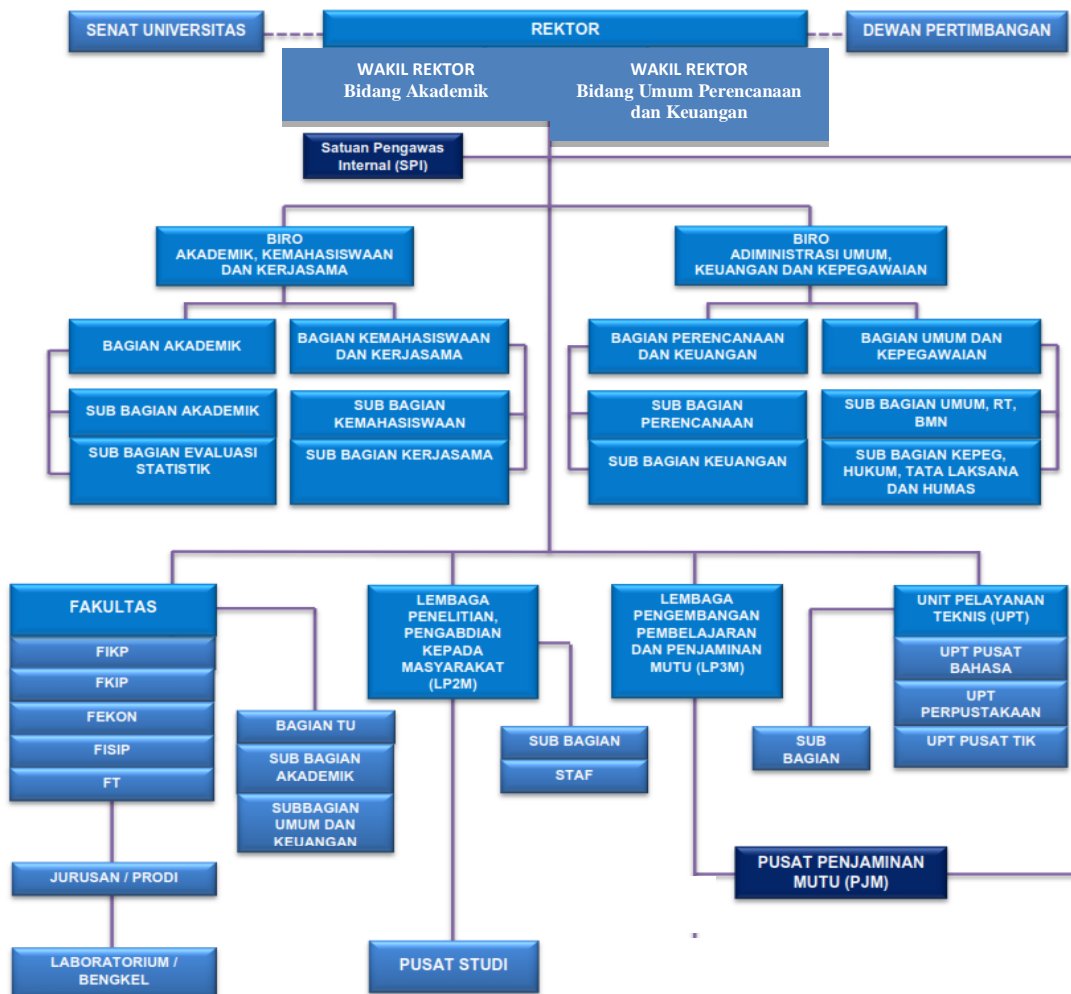 SENAT UNIVERSITAS
REKTOR
DEWAN PERTIMBANGAN
WAKIL REKTOR
Bidang Akademik
WAKIL REKTOR
Bidang Umum Perencanaan
dan Keuangan
Satuan Pengawas
Internal (SPI)
BIRO
AKADEMIK, KEMAHASISWAAN
DAN KERJASAMA
BIRO
ADIMINISTRASI UMUM,
KEUANGAN DAN KEPEGAWAIAN
BAGIAN AKADEMIK
BAGIAN KEMAHASISWAAN
DAN KERJASAMA
BAGIAN PERENCANAAN
DAN KEUANGAN
BAGIAN UMUM DAN
KEPEGAWAIAN
SUB BAGIAN AKADEMIK
SUB BAGIAN
KEMAHASISWAAN
SUB BAGIAN
PERENCANAAN
SUB BAGIAN UMUM, RT,
BMN
SUB BAGIAN EVALUASI
STATISTIK
SUB BAGIAN KERJASAMA
SUB BAGIAN KEUANGAN
SUB BAGIAN KEPEG,
HUKUM, TATA LAKSANA
DAN HUMAS
FAKULTAS
FIKP
FKIP
FEKON
FISIP
FT
BAGIAN TU
SUB BAGIAN
AKADEMIK
SUBBAGIAN
UMUM DAN
KEUANGAN
JURUSAN / PRODI
LABORATORIUM /
BENGKEL
LEMBAGA
PENELITIAN,
PENGABDIAN
KEPADA
MASYARAKAT
(LP2M)
SUB BAGIAN
STAF
PUSAT STUDI
LEMBAGA
PENGEMBANGAN
PEMBELAJARAN
DAN PENJAMINAN
MUTU (LP3M)
PUSAT PENJAMINAN
MUTU (PJM)
UNIT PELAYANAN
TEKNIS (UPT)
UPT PUSAT
BAHASA
UPT
PERPUSTAKAAN
UPT PUSAT TIK
SUB
BAGIAN